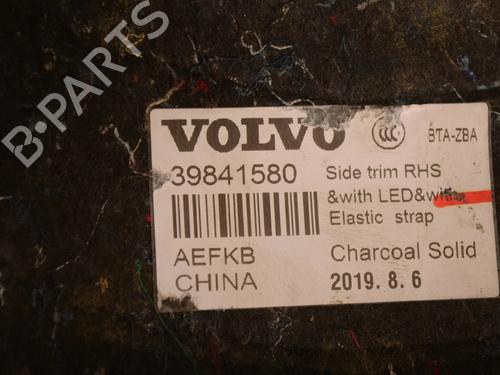 B-PARTS
VOLVO CCC BTA-ZBA
39841580 Side trim RHS
&with LED&with
Elastic strap
AEFKB Charcoal Solid
CHINA 2019. 8. 6